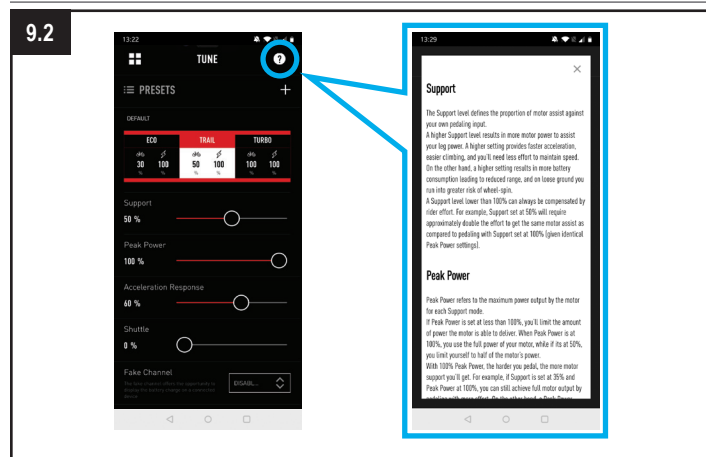 9.2
13:22
TUNE
?
PRESETS
+
DEFAULT
ECO TRAIL TURBO
30 100 50 100 100 100
% % % % % %
Support
50 %
Peak Power
100 %
Acceleration Response
60 %
Shuttle
0 %
Fake Channel
DISABL...
13:29
Support
The Support level defines the proportion of motor assist against
your own pedaling input.
A higher Support level results in more motor power to assist
your leg power. A higher setting provides faster acceleration,
easier climbing, and you'll need less effort to maintain speed.
On the other hand, a higher setting results in more battery
consumption leading to reduced range, and on loose ground you
run into greater risk of wheel-spin.
A Support level lower than 100% can always be compensated by
rider effort. For example, Support set at 50% will require
approximately double the effort to get the same motor assist as
compared to pedaling with Support set at 100% (given identical
Peak Power settings).
Peak Power
Peak Power refers to the maximum power output by the motor
for each Support mode.
If Peak Power is set at less than 100%, you'll limit the amount
of power the motor is able to deliver. When Peak Power is at
100%, you use the full power of your motor, while if its at 50%,
you limit yourself to half of the motor's power.
With 100% Peak Power, the harder you pedal, the more motor
support you'll get. For example, if Support is set at 35% and
Peak Power at 100%, you can still achieve full motor output by